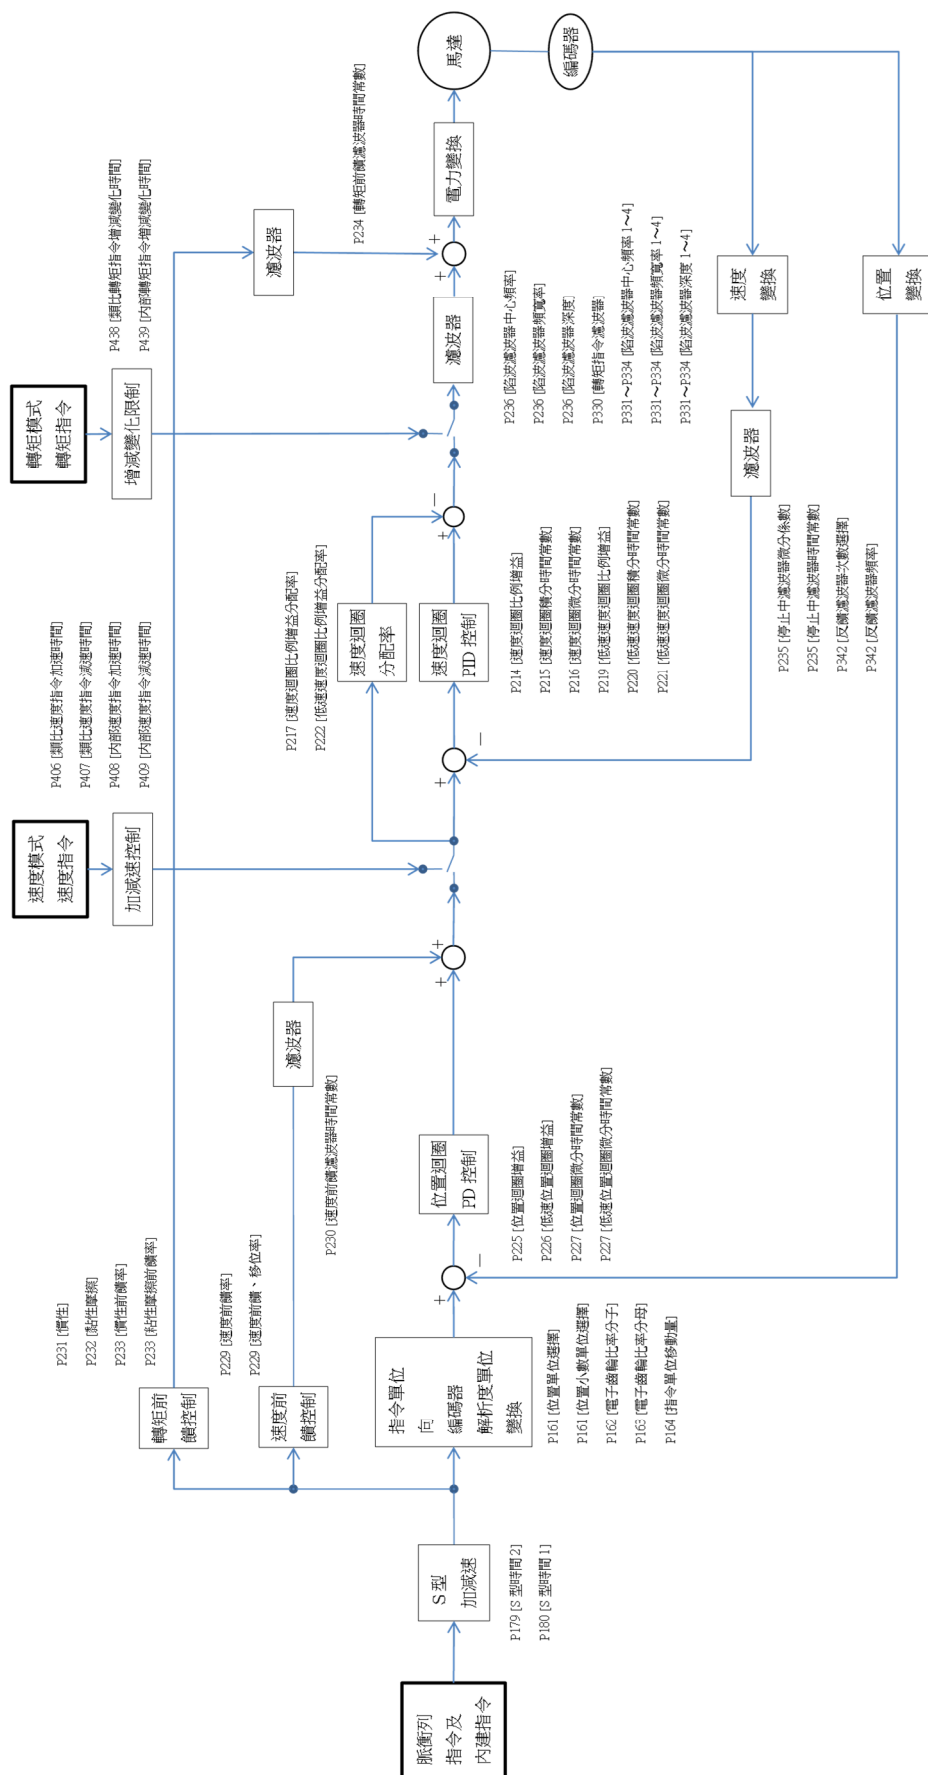 脈衝列
指令及
內建指令
S 型
加減速
P179 [S 型時間 2]
P180 [S 型時間 1]
轉矩前
饋控制
P231 [慣性]
P232 [黏性摩擦]
P233 [慣性前饋率]
P233 [粘性摩擦前饋率]
速度前
饋控制
P229 [速度前饋率]
P229 [速度前饋、移位率]
指令單位
向
編碼器
解析度單位
變換
P161 [位置單位選擇]
P161 [位置小數單位選擇]
P162 [電子齒輪比率分子]
P163 [電子齒輪比率分母]
P164 [指令單位移動量]
+
－
位置迴圈
PD 控制
P225 [位置迴圈增益]
P226 [低速位置迴圈增益]
P227 [位置迴圈微分時間常數]
P227 [低速位置迴圈微分時間常數]
濾波器
P230 [速度前饋濾波器時間常數]
+
+
速度模式
速度指令
加減速控制
P406 [類比速度指令加速時間]
P407 [類比速度指令減速時間]
P408 [內部速度指令加速時間]
P409 [內部速度指令減速時間]
+
－
速度迴圈
分配率
P217 [速度迴圈比例增益分配率]
P222 [低速速度迴圈比例增益分配率]
速度迴圈
PID 控制
P214 [速度迴圈比例增益]
P215 [速度迴圈積分時間常數]
P216 [速度迴圈微分時間常數]
P219 [低速速度迴圈比例增益]
P220 [低速速度迴圈積分時間常數]
P221 [低速速度迴圈微分時間常數]
+
－
轉矩模式
轉矩指令
增減變化限制
P438 [類比轉矩指令增減變化時間]
P439 [內部轉矩指令增減變化時間]
濾波器
P236 [陷波濾波器中心頻率]
P236 [陷波濾波器頻寬率]
P236 [陷波濾波器深度]
P330 [轉矩指令濾波器]
P331～P334 [陷波濾波器中心頻率 1～4]
P331～P334 [陷波濾波器頻寬率 1～4]
P331～P334 [陷波濾波器深度 1～4]
濾波器
P234 [轉矩前饋濾波器時間常數]
+
+
電力變換
馬達
編碼器
速度
變換
位置
變換
濾波器
P235 [停止中濾波器微分係數]
P235 [停止中濾波器時間常數]
P342 [反饋濾波器次數選擇]
P342 [反饋濾波器頻率]